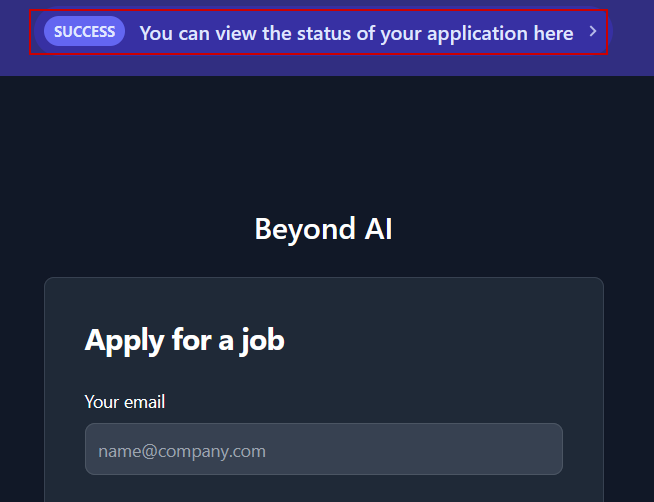 SUCCESS You can view the status of your application here
Beyond AI
Apply for a job
Your email
name@company.com